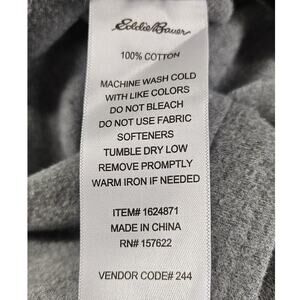 Eddie Bauer
100% COTTON
MACHINE WASH COLD
WITH LIKE COLORS
DO NOT BLEACH
DO NOT USE FABRIC
SOFTENERS
TUMBLE DRY LOW
REMOVE PROMPTLY
WARM IRON IF NEEDED
ITEM# 1624871
MADE IN CHINA
RN# 157622
VENDOR CODE# 244